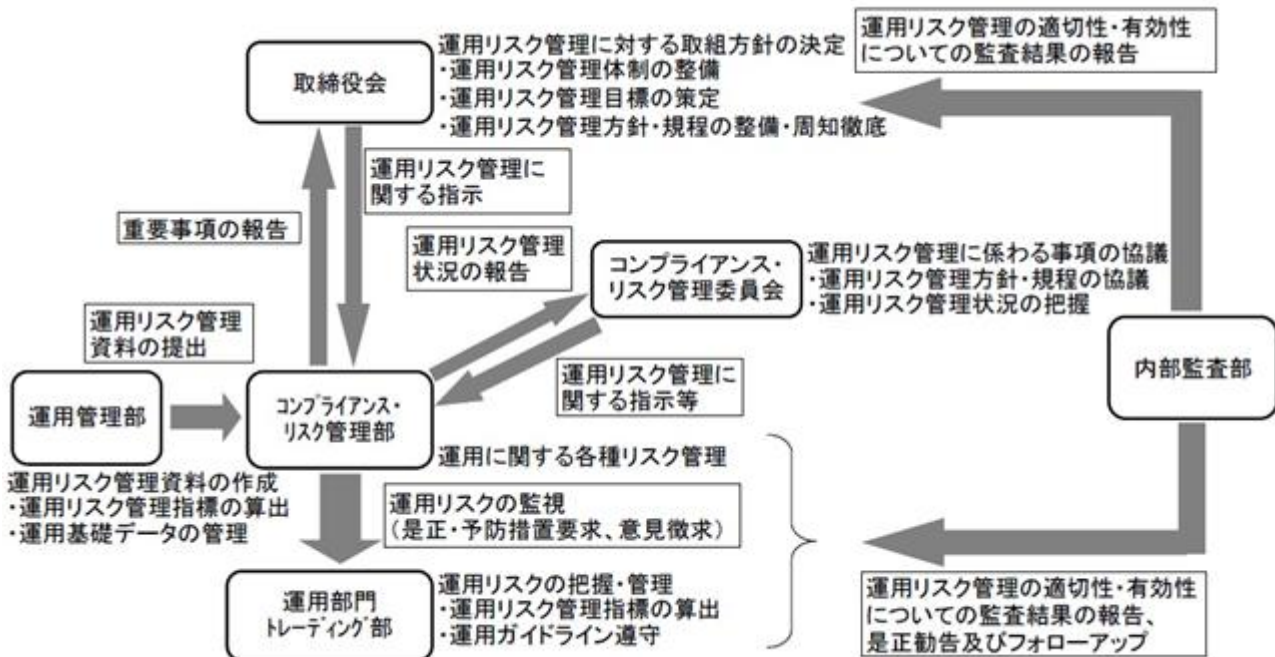 取締役会
運用リスク管理に対する取組方針の決定
・運用リスク管理体制の整備
・運用リスク管理目標の策定
・運用リスク管理方針・規程の整備・周知徹底
運用リスク管理の適切性・有効性
についての監査結果の報告
運用リスク管理に
関する指示
重要事項の報告
運用リスク管理
状況の報告
コンプライアンス・
リスク管理委員会
運用リスク管理に係わる事項の協議
・運用リスク管理方針・規程の協議
・運用リスク管理状況の把握
運用リスク管理
資料の提出
運用リスク管理に
関する指示等
内部監査部
運用管理部
コンプライアンス・
リスク管理部
運用に関する各種リスク管理
運用リスク管理資料の作成
・運用リスク管理指標の算出
・運用基礎データの管理
運用リスクの監視
（是正・予防措置要求、意見徴求）
運用部門
トレーディング部
運用リスクの把握・管理
・運用リスク管理指標の算出
・運用ガイドライン遵守
運用リスク管理の適切性・有効性
についての監査結果の報告、
是正勧告及びフォローアップ